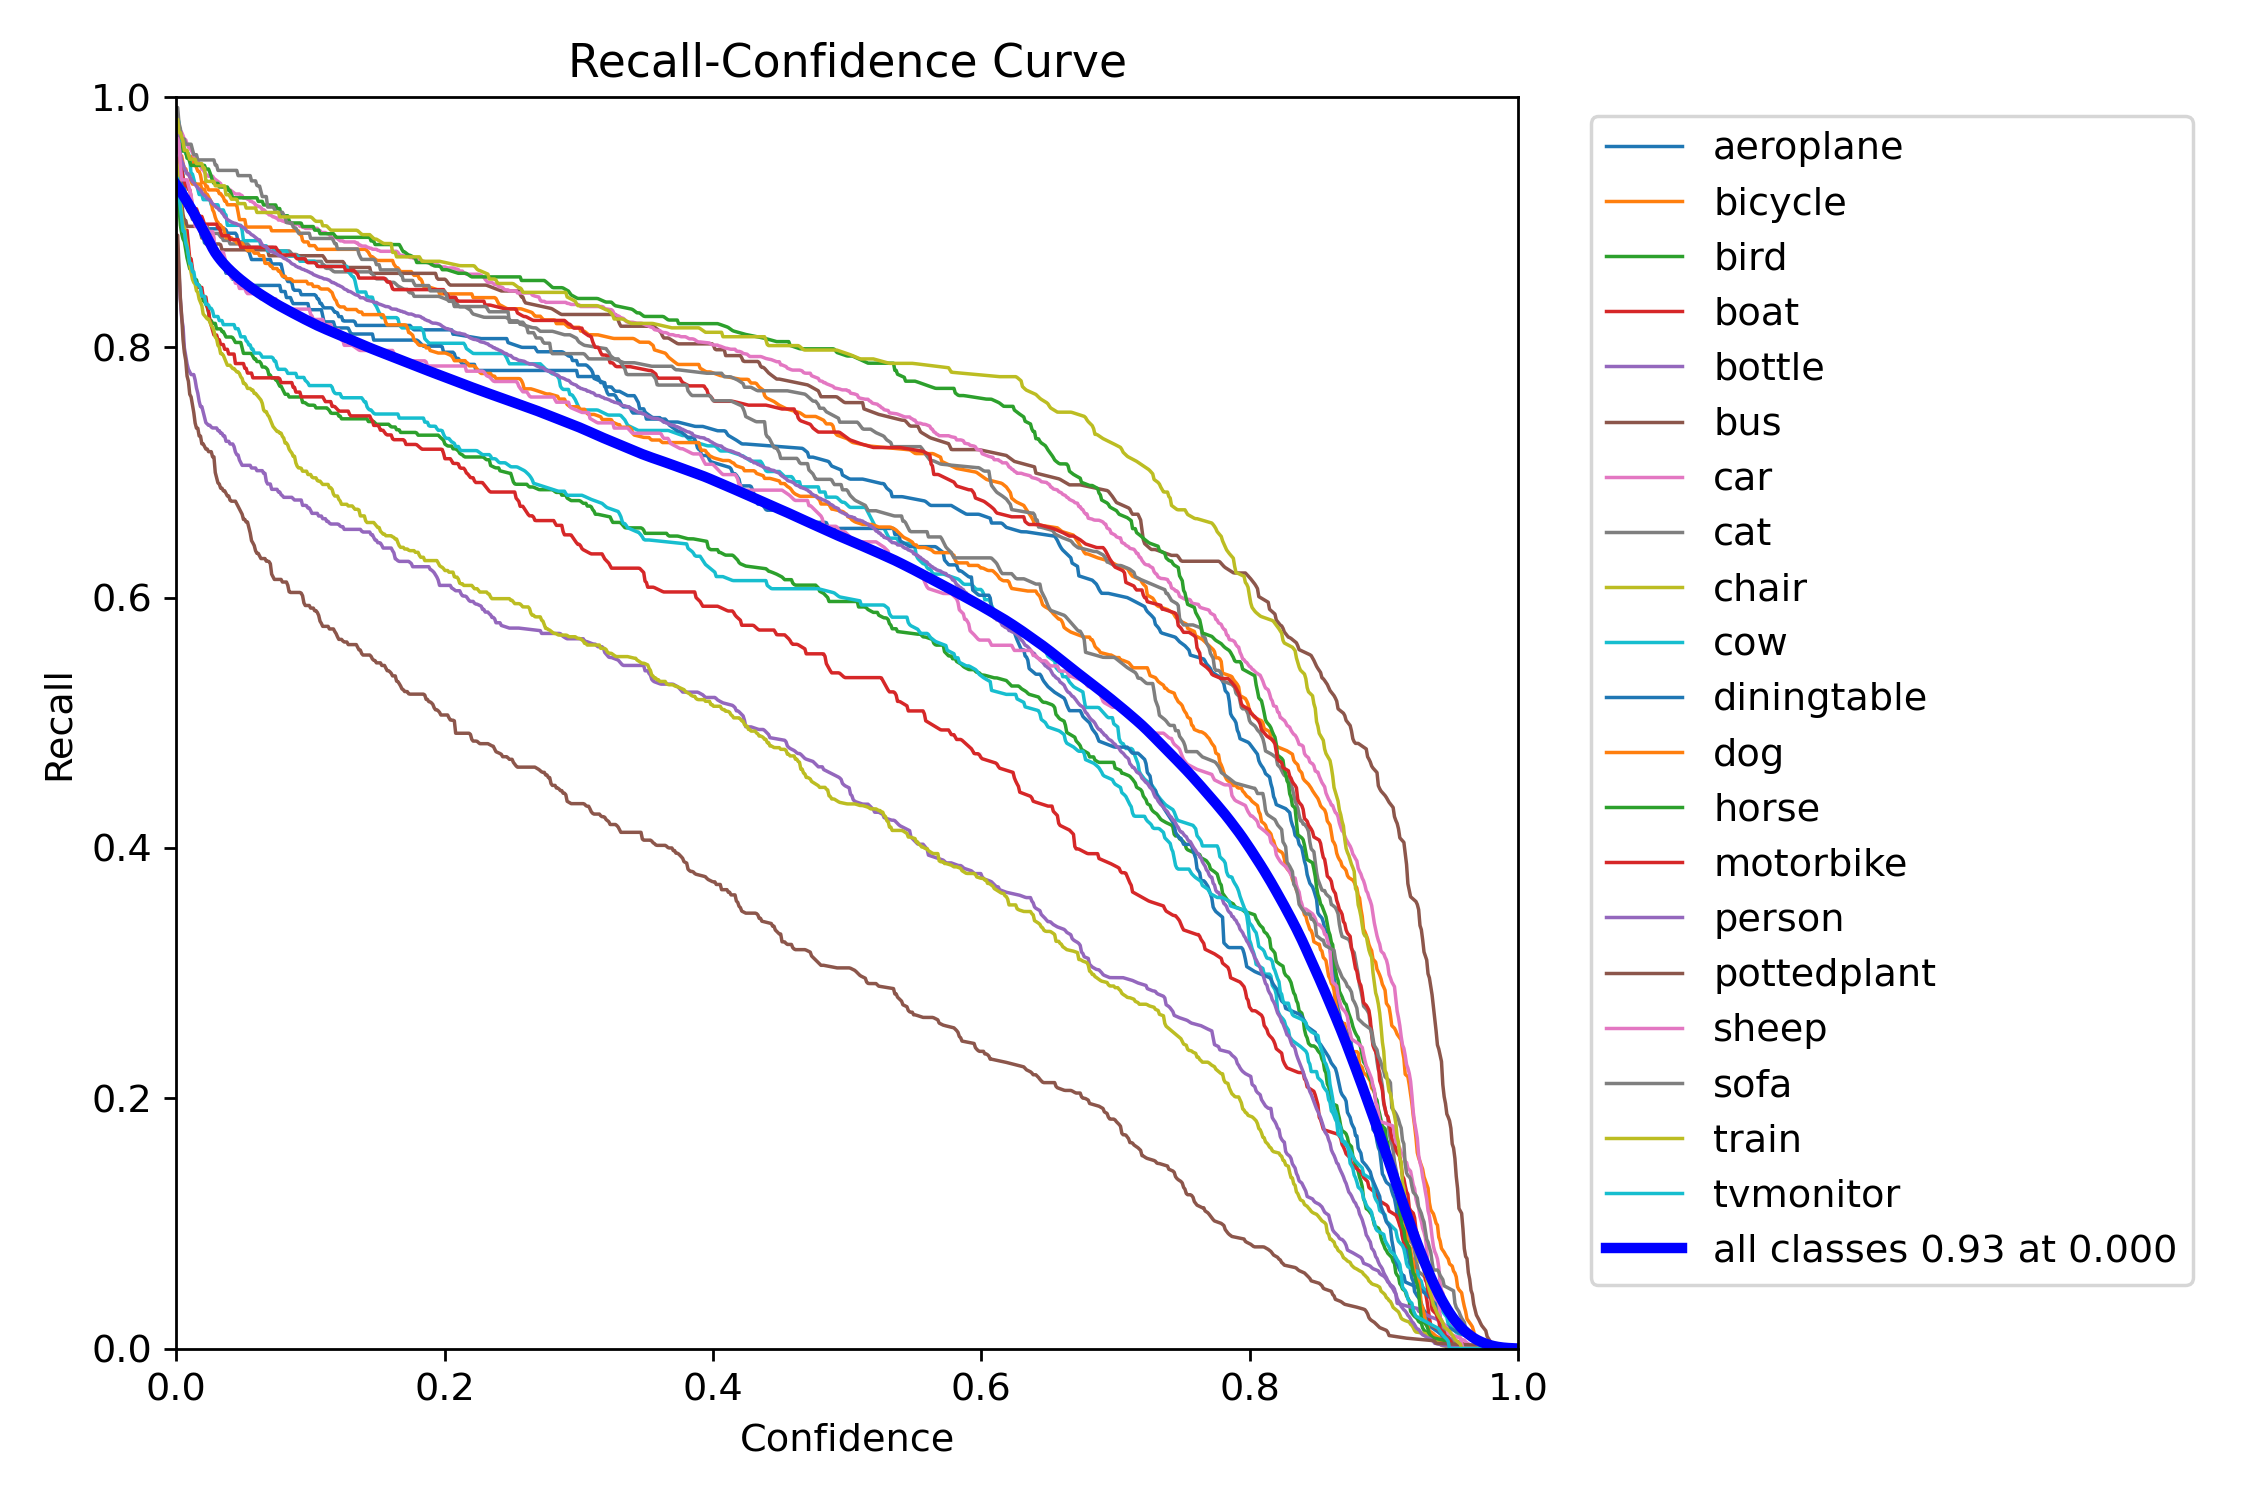 Recall-Confidence Curve
1.0
0.8
0.6
0.4
0.2
0.0
Recall
0.0 0.2 0.4 0.6 0.8 1.0
Confidence
aeroplane
bicycle
bird
boat
bottle
bus
car
cat
chair
cow
diningtable
dog
horse
motorbike
person
pottedplant
sheep
sofa
train
tvmonitor
all classes 0.93 at 0.000